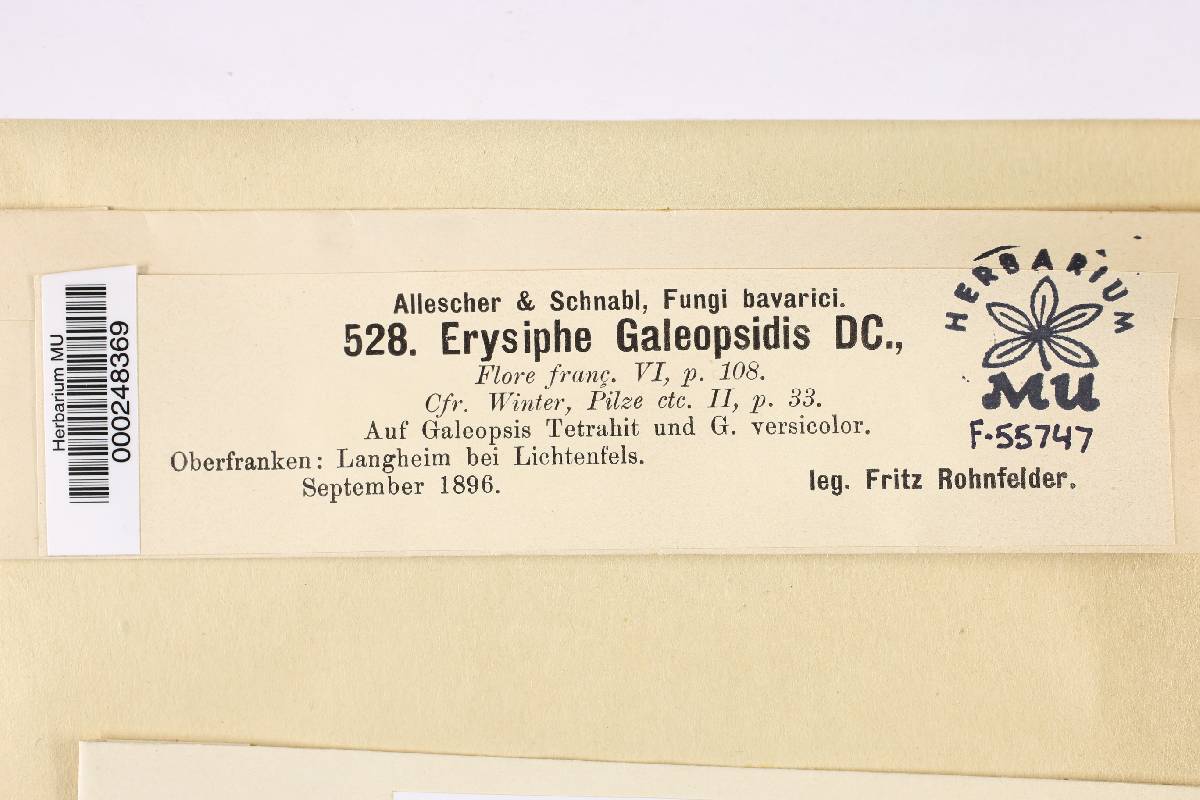 Herbarium MU
000248369
Allescher & Schnabl, Fungi bavarici.
528. Erysiphe Galeopsidis DC.,
Flore franç. VI, p. 108.
Cfr. Winter, Pilze etc. II, p. 33.
Auf Galeopsis Tetrahit und G. versicolor.
Oberfranken: Langheim bei Lichtenfels.
September 1896.
leg. Fritz Rohnfelder.
HERBARIUM
MU
F-55747